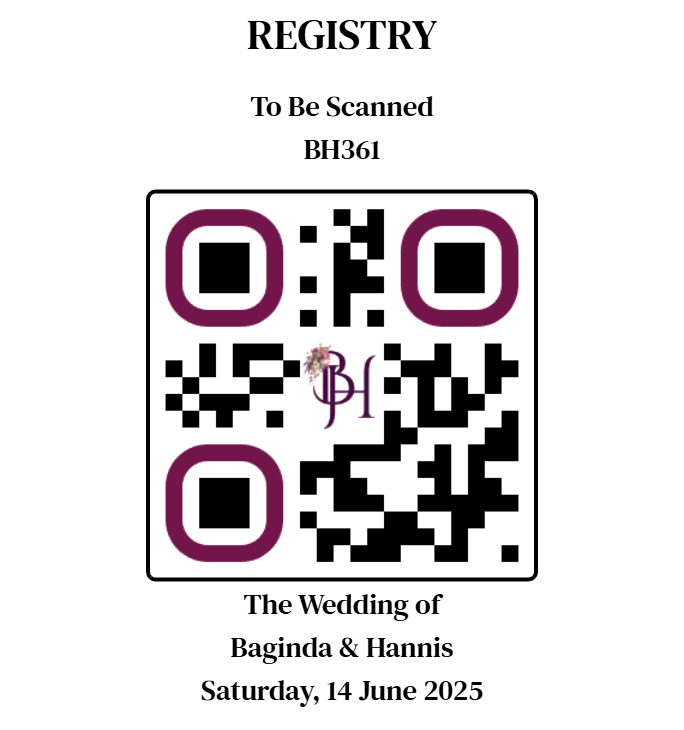 REGISTRY
To Be Scanned
BH361
BH
The Wedding of
Baginda & Hannis
Saturday, 14 June 2025